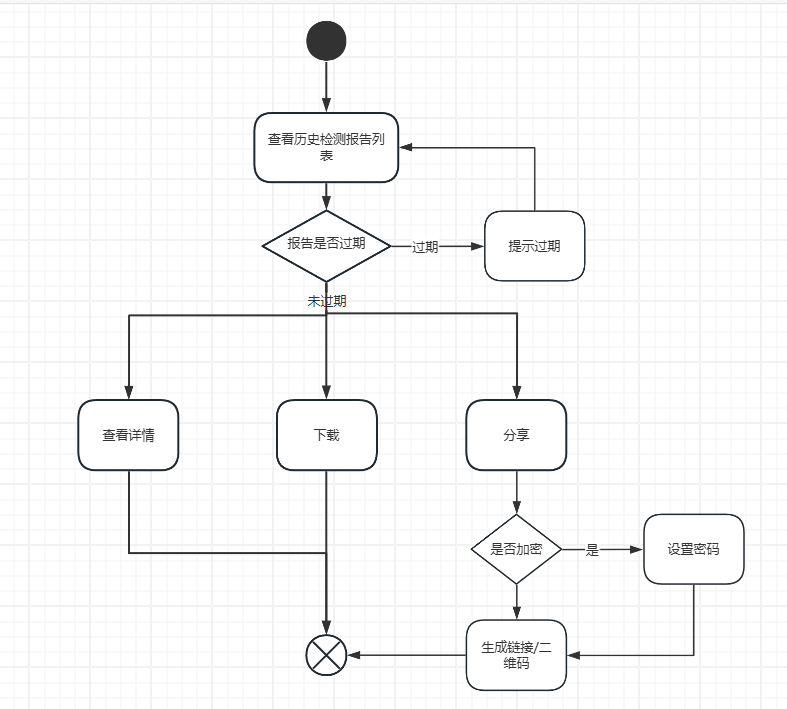 查看历史检测报告列
表
报告是否过期
过期
提示过期
未过期
查看详情
下载
分享
是否加密
是
设置密码
生成链接/二
维码